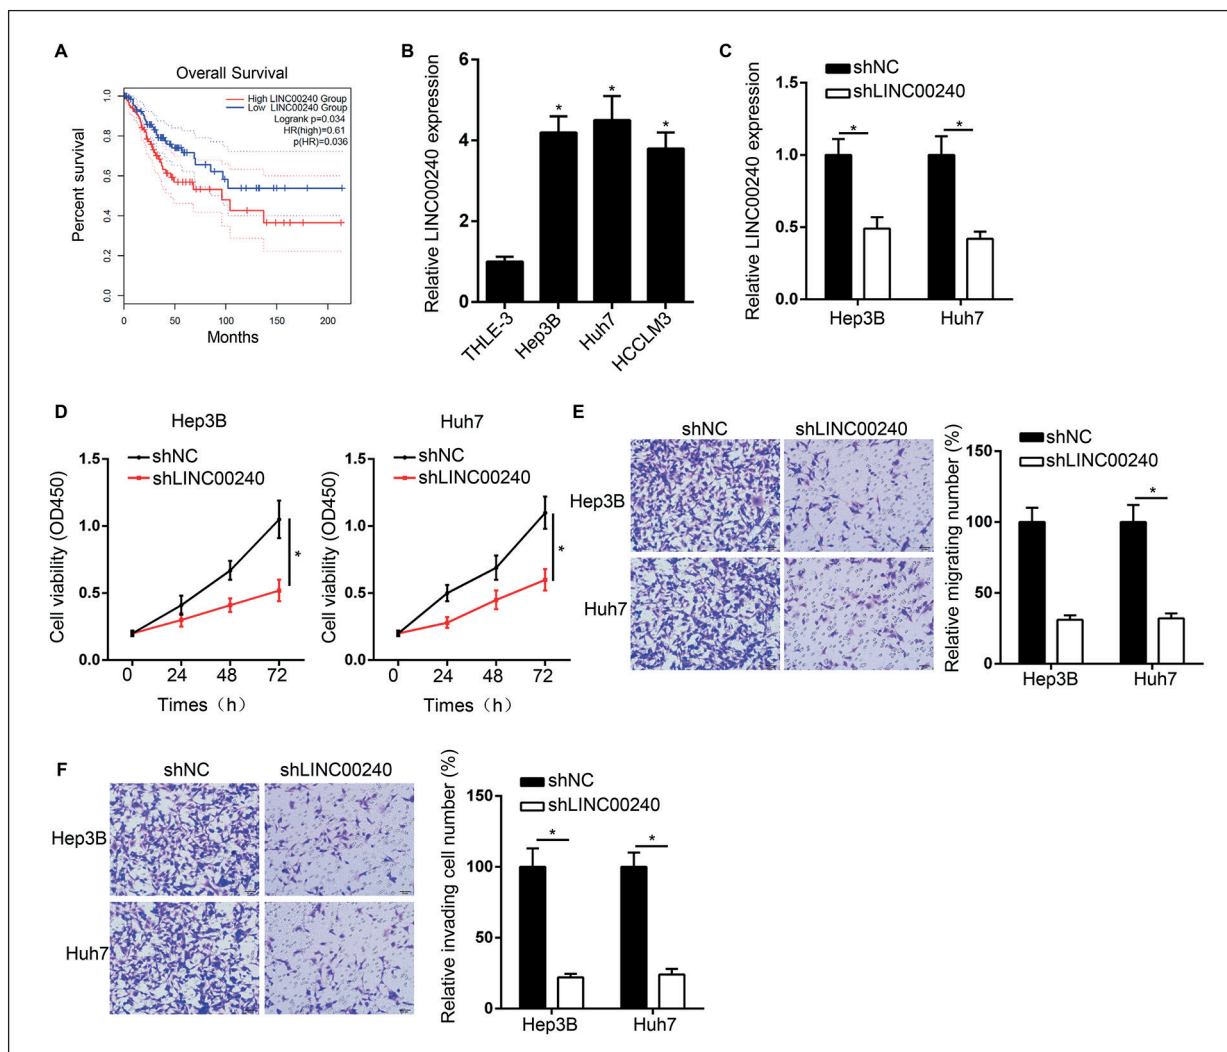 A
Overall Survival
High LINC00240 Group
Low LINC00240 Group
Logrank p=0.034
HR(high)=0.61
p(HR)=0.036
Percent survival
1.0
0.8
0.6
0.4
0.2
0.0
0 50 100 150 200
Months
B
Relative LINC00240 expression
6
4
2
0
*
*
*
THLE-3
Hep3B
Huh7
HCCLM3
C
shNC
shLINC00240
Relative LINC00240 expression
1.5
1.0
0.5
0.0
*
*
Hep3B Huh7
D
Hep3B
shNC
shLINC00240
Cell viability (OD450)
1.5
1.0
0.5
0.0
*
0 24 48 72
Times（h）
Huh7
shNC
shLINC00240
Cell viability (OD450)
1.5
1.0
0.5
0.0
*
0 24 48 72
Times（h）
E
shNC shLINC00240
Hep3B
Huh7
shNC
shLINC00240
Relative migrating number (%)
150
100
50
0
*
Hep3B Huh7
F
shNC shLINC00240
Hep3B
Huh7
shNC
shLINC00240
Relative invading cell number (%)
150
100
50
0
*
*
Hep3B Huh7